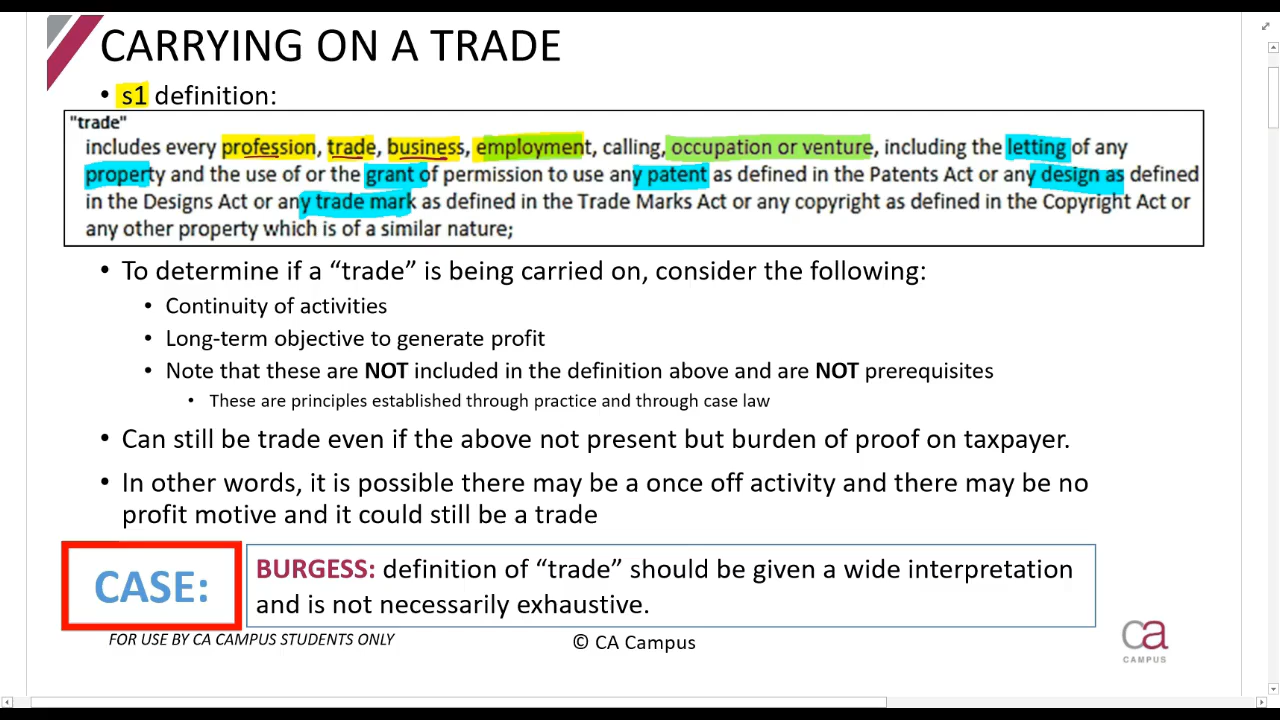 CARRYING ON A TRADE
• s1 definition:
"trade"
includes every profession, trade, business, employment, calling, occupation or venture, including the letting of any
property and the use of or the grant of permission to use any patent as defined in the Patents Act or any design as defined
in the Designs Act or any trade mark as defined in the Trade Marks Act or any copyright as defined in the Copyright Act or
any other property which is of a similar nature;
• To determine if a “trade” is being carried on, consider the following:
• Continuity of activities
• Long-term objective to generate profit
• Note that these are NOT included in the definition above and are NOT prerequisites
• These are principles established through practice and through case law
• Can still be trade even if the above not present but burden of proof on taxpayer.
• In other words, it is possible there may be a once off activity and there may be no
profit motive and it could still be a trade
CASE:
BURGESS: definition of “trade” should be given a wide interpretation
and is not necessarily exhaustive.
FOR USE BY CA CAMPUS STUDENTS ONLY
© CA Campus
ca
CAMPUS